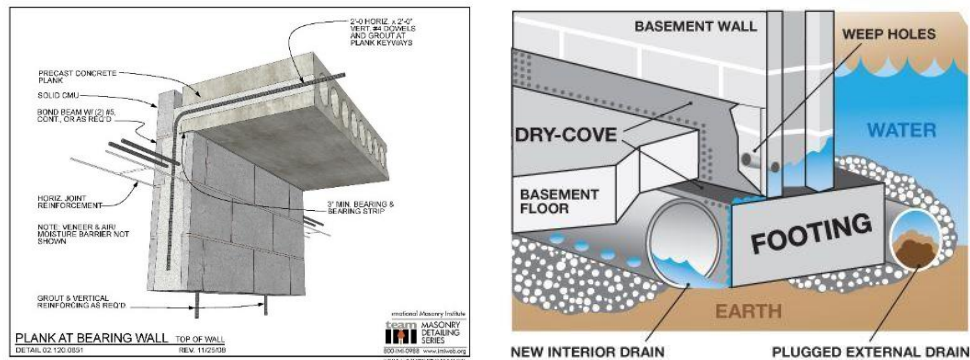 2'-0 HORIZ. x 2'-0"
VERT. #4 DOWELS
AND GROUT AT
PLANK KEYWAYS
PRECAST CONCRETE
PLANK
SOLID CMU
BOND BEAM W/ (2) #5,
CONT., OR AS REQ'D
HORIZ. JOINT
REINFORCEMENT
NOTE: VENEER & AIR/
MOISTURE BARRIER NOT
SHOWN
3" MIN. BEARING &
BEARING STRIP
GROUT & VERTICAL
REINFORCING AS REQ'D
PLANK AT BEARING WALL TOP OF WALL
DETAIL 02.120.0651 REV. 11/25/08
Masonry Institute
team MASONRY
DETAILING
SERIES
www.imiweb.org
BASEMENT WALL
WEEP HOLES
WATER
DRY-COVE
BASEMENT
FLOOR
FOOTING
EARTH
NEW INTERIOR DRAIN
PLUGGED EXTERNAL DRAIN